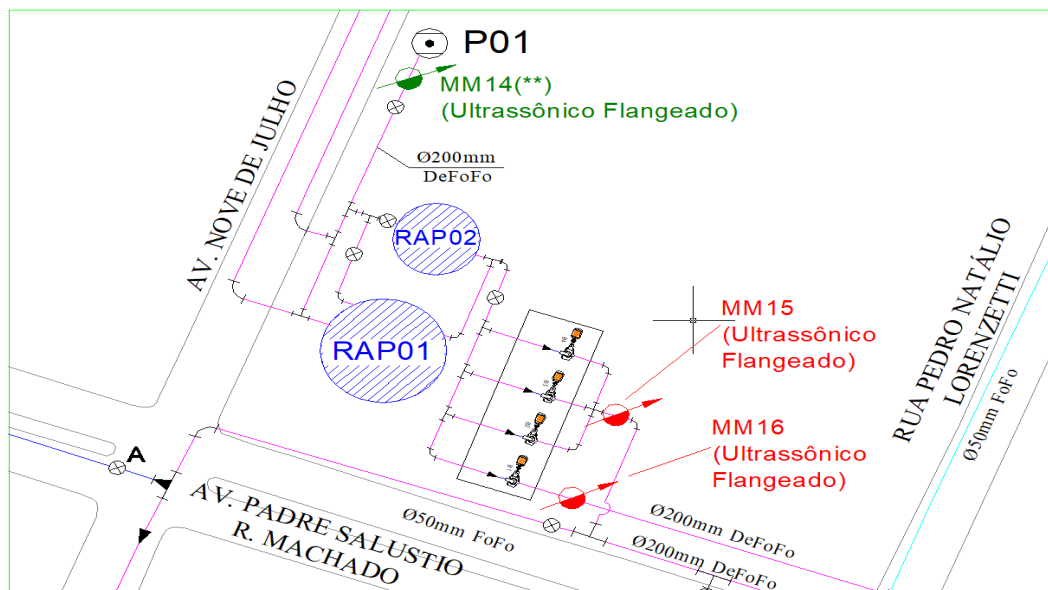 P01
MM14(**)
(Ultrassônico Flangeado)
AV. NOVE DE JULHO
Ø200mm
DeFoFo
RAP02
RAP01
MM15
(Ultrassônico
Flangeado)
RUA PEDRO NATÁLIO
LORENZETTI
Ø50mm FoFo
MM16
(Ultrassônico
Flangeado)
A
AV. PADRE SALUSTIO
R. MACHADO
Ø50mm FoFo
Ø200mm DeFoFo
Ø200mm DeFoFo